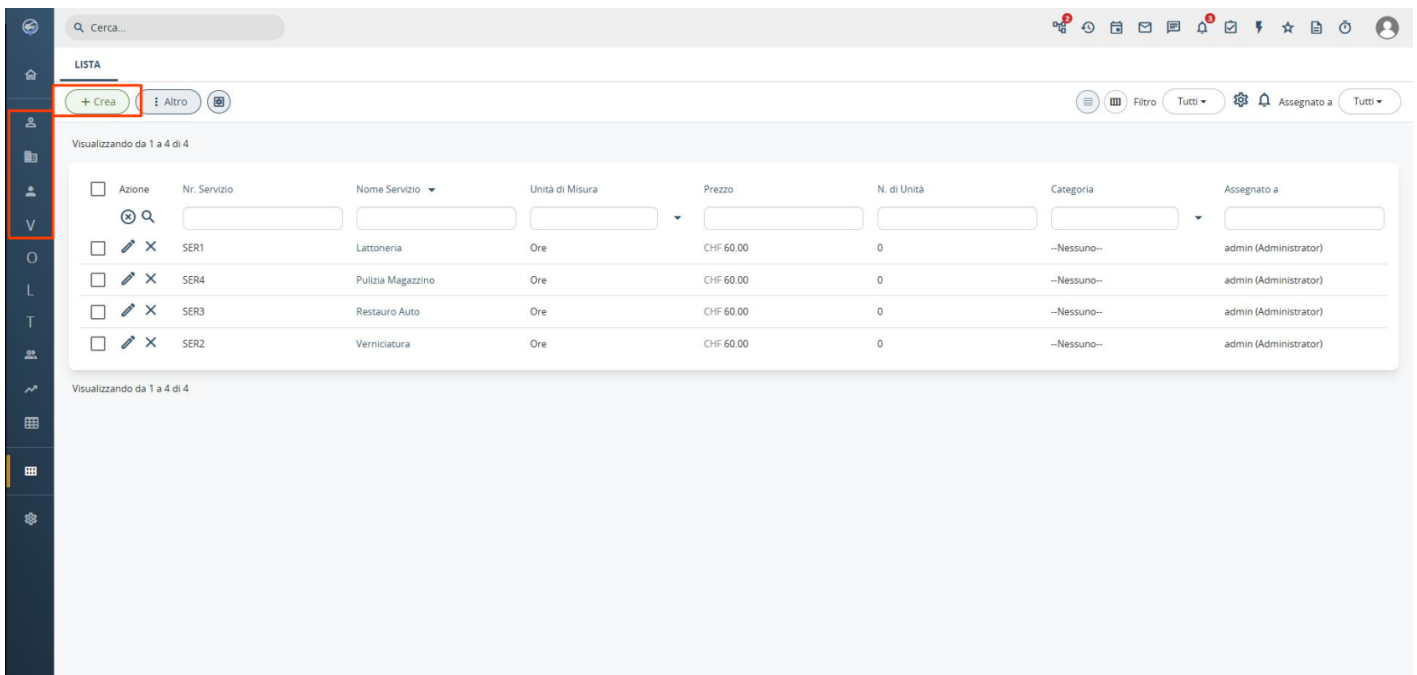 Cerca...
2
3
LISTA
+ Crea
Altro
Filtro Tutti
Assegnato a Tutti
Visualizzando da 1 a 4 di 4
Azione Nr. Servizio Nome Servizio Unità di Misura Prezzo N. di Unità Categoria Assegnato a
SER1 Lattoneria Ore CHF 60.00 0 --Nessuno-- admin (Administrator)
SER4 Pulizia Magazzino Ore CHF 60.00 0 --Nessuno-- admin (Administrator)
SER3 Restauro Auto Ore CHF 60.00 0 --Nessuno-- admin (Administrator)
SER2 Verniciatura Ore CHF 60.00 0 --Nessuno-- admin (Administrator)
Visualizzando da 1 a 4 di 4
V
O
L
T